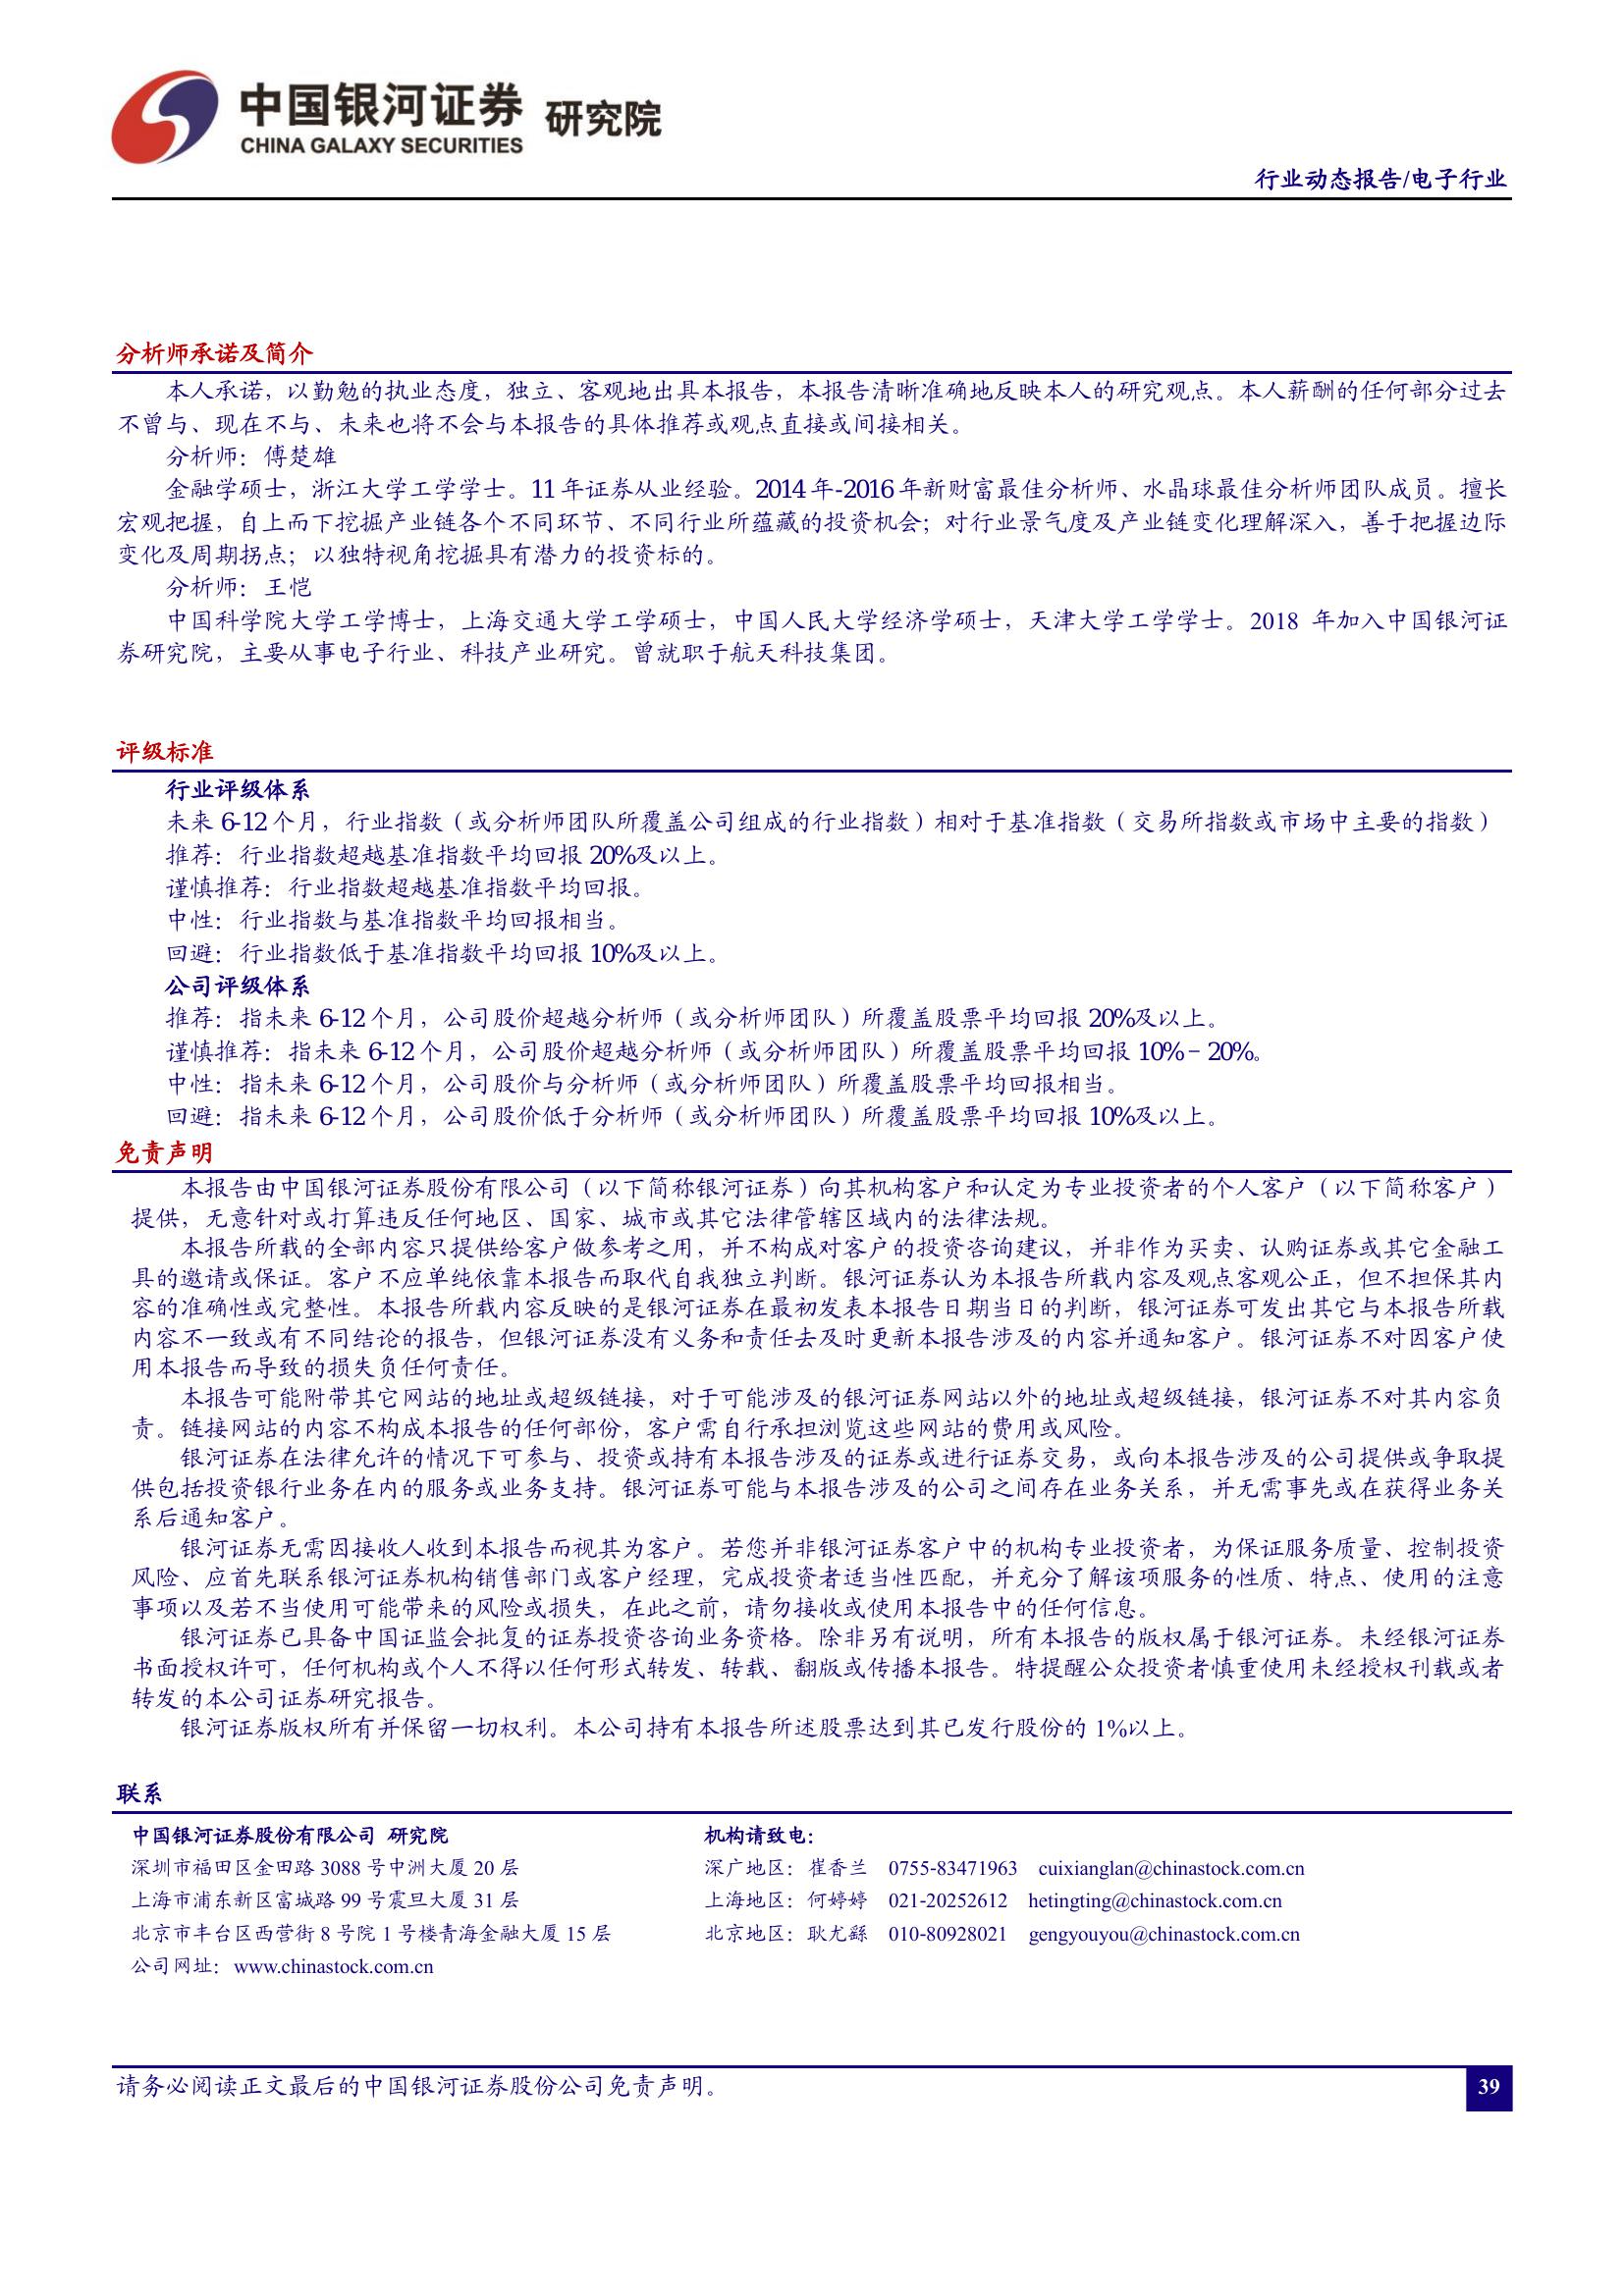 中国银河证券 研究院
CHINA GALAXY SECURITIES
行业动态报告/电子行业
分析师承诺及简介
本人承诺，以勤勉的执业态度，独立、客观地出具本报告，本报告清晰准确地反映本人的研究观点。本人薪酬的任何部分过去
不曾与、现在不与、未来也将不会与本报告的具体推荐或观点直接或间接相关。
分析师：傅楚雄
金融学硕士，浙江大学工学学士。11 年证券从业经验。2014 年-2016 年新财富最佳分析师、水晶球最佳分析师团队成员。擅长
宏观把握，自上而下挖掘产业链各个不同环节、不同行业所蕴藏的投资机会；对行业景气度及产业链变化理解深入，善于把握边际
变化及周期拐点；以独特视角挖掘具有潜力的投资标的。
分析师：王恺
中国科学院大学工学博士，上海交通大学工学硕士，中国人民大学经济学硕士，天津大学工学学士。2018 年加入中国银河证
券研究院，主要从事电子行业、科技产业研究。曾就职于航天科技集团。
评级标准
行业评级体系
未来 6-12 个月，行业指数（或分析师团队所覆盖公司组成的行业指数）相对于基准指数（交易所指数或市场中主要的指数）
推荐：行业指数超越基准指数平均回报 20%及以上。
谨慎推荐：行业指数超越基准指数平均回报。
中性：行业指数与基准指数平均回报相当。
回避：行业指数低于基准指数平均回报 10%及以上。
公司评级体系
推荐：指未来 6-12 个月，公司股价超越分析师（或分析师团队）所覆盖股票平均回报 20%及以上。
谨慎推荐：指未来 6-12 个月，公司股价超越分析师（或分析师团队）所覆盖股票平均回报 10%－20%。
中性：指未来 6-12 个月，公司股价与分析师（或分析师团队）所覆盖股票平均回报相当。
回避：指未来 6-12 个月，公司股价低于分析师（或分析师团队）所覆盖股票平均回报 10%及以上。
免责声明
本报告由中国银河证券股份有限公司（以下简称银河证券）向其机构客户和认定为专业投资者的个人客户（以下简称客户）
提供，无意针对或打算违反任何地区、国家、城市或其它法律管辖区域内的法律法规。
本报告所载的全部内容只提供给客户做参考之用，并不构成对客户的投资咨询建议，并非作为买卖、认购证券或其它金融工
具的邀请或保证。客户不应单纯依靠本报告而取代自我独立判断。银河证券认为本报告所载内容及观点客观公正，但不担保其内
容的准确性或完整性。本报告所载内容反映的是银河证券在最初发表本报告日期当日的判断，银河证券可发出其它与本报告所载
内容不一致或有不同结论的报告，但银河证券没有义务和责任去及时更新本报告涉及的内容并通知客户。银河证券不对因客户使
用本报告而导致的损失负任何责任。
本报告可能附带其它网站的地址或超级链接，对于可能涉及的银河证券网站以外的地址或超级链接，银河证券不对其内容负
责。链接网站的内容不构成本报告的任何部份，客户需自行承担浏览这些网站的费用或风险。
银河证券在法律允许的情况下可参与、投资或持有本报告涉及的证券或进行证券交易，或向本报告涉及的公司提供或争取提
供包括投资银行业务在内的服务或业务支持。银河证券可能与本报告涉及的公司之间存在业务关系，并无需事先或在获得业务关
系后通知客户。
银河证券无需因接收人收到本报告而视其为客户。若您并非银河证券客户中的机构专业投资者，为保证服务质量、控制投资
风险、应首先联系银河证券机构销售部门或客户经理，完成投资者适当性匹配，并充分了解该项服务的性质、特点、使用的注意
事项以及若不当使用可能带来的风险或损失，在此之前，请勿接收或使用本报告中的任何信息。
银河证券已具备中国证监会批复的证券投资咨询业务资格。除非另有说明，所有本报告的版权属于银河证券。未经银河证券
书面授权许可，任何机构或个人不得以任何形式转发、转载、翻版或传播本报告。特提醒公众投资者慎重使用未经授权刊载或者
转发的本公司证券研究报告。
银河证券版权所有并保留一切权利。本公司持有本报告所述股票达到其已发行股份的 1%以上。
联系
中国银河证券股份有限公司 研究院
深圳市福田区金田路 3088 号中洲大厦 20 层
上海市浦东新区富城路 99 号震旦大厦 31 层
北京市丰台区西营街 8 号院 1 号楼青海金融大厦 15 层
公司网址：www.chinastock.com.cn
机构请致电：
深广地区：崔香兰 0755-83471963 cuixianglan@chinastock.com.cn
上海地区：何婷婷 021-20252612 hetingting@chinastock.com.cn
北京地区：耿尤繇 010-80928021 gengyouyou@chinastock.com.cn
请务必阅读正文最后的中国银河证券股份公司免责声明。
39